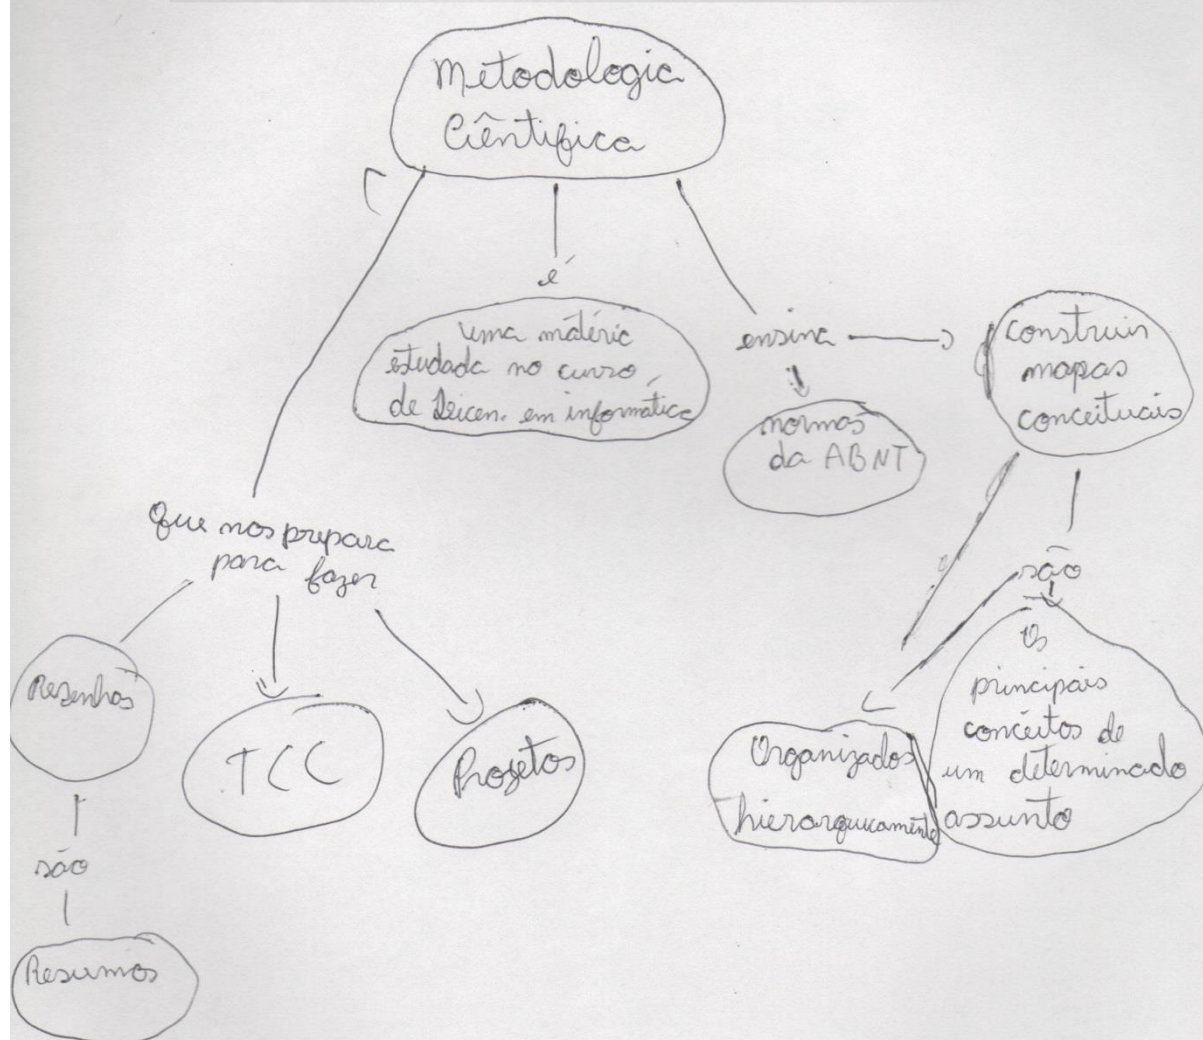 Metodologia
Ciêntifica
é
uma matéria
estudada no curso
de Licen. em informática
ensina
construir
mapas
conceituais
normas
da ABNT
que nos prepara
para fazer
Resenhas
TCC
Projetos
são
Resumos
são
Os
principais
conceitos de
um determinado
assunto
Organizados
hierarquicamente